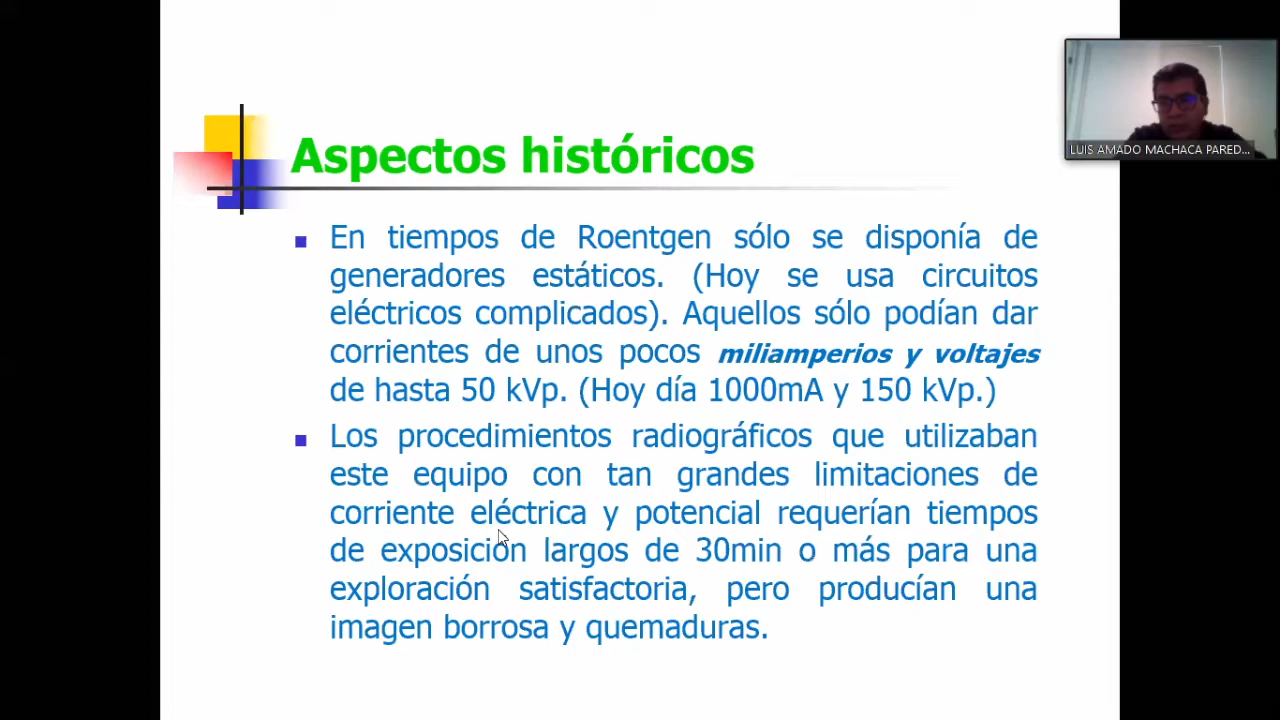 Aspectos históricos
En tiempos de Roentgen sólo se disponía de
generadores estáticos. (Hoy se usa circuitos
eléctricos complicados). Aquellos sólo podían dar
corrientes de unos pocos miliamperios y voltajes
de hasta 50 kVp. (Hoy día 1000mA y 150 kVp.)
Los procedimientos radiográficos que utilizaban
este equipo con tan grandes limitaciones de
corriente eléctrica y potencial requerían tiempos
de exposición largos de 30min o más para una
exploración satisfactoria, pero producían una
imagen borrosa y quemaduras.
LUIS AMADO MACHACA PARED...